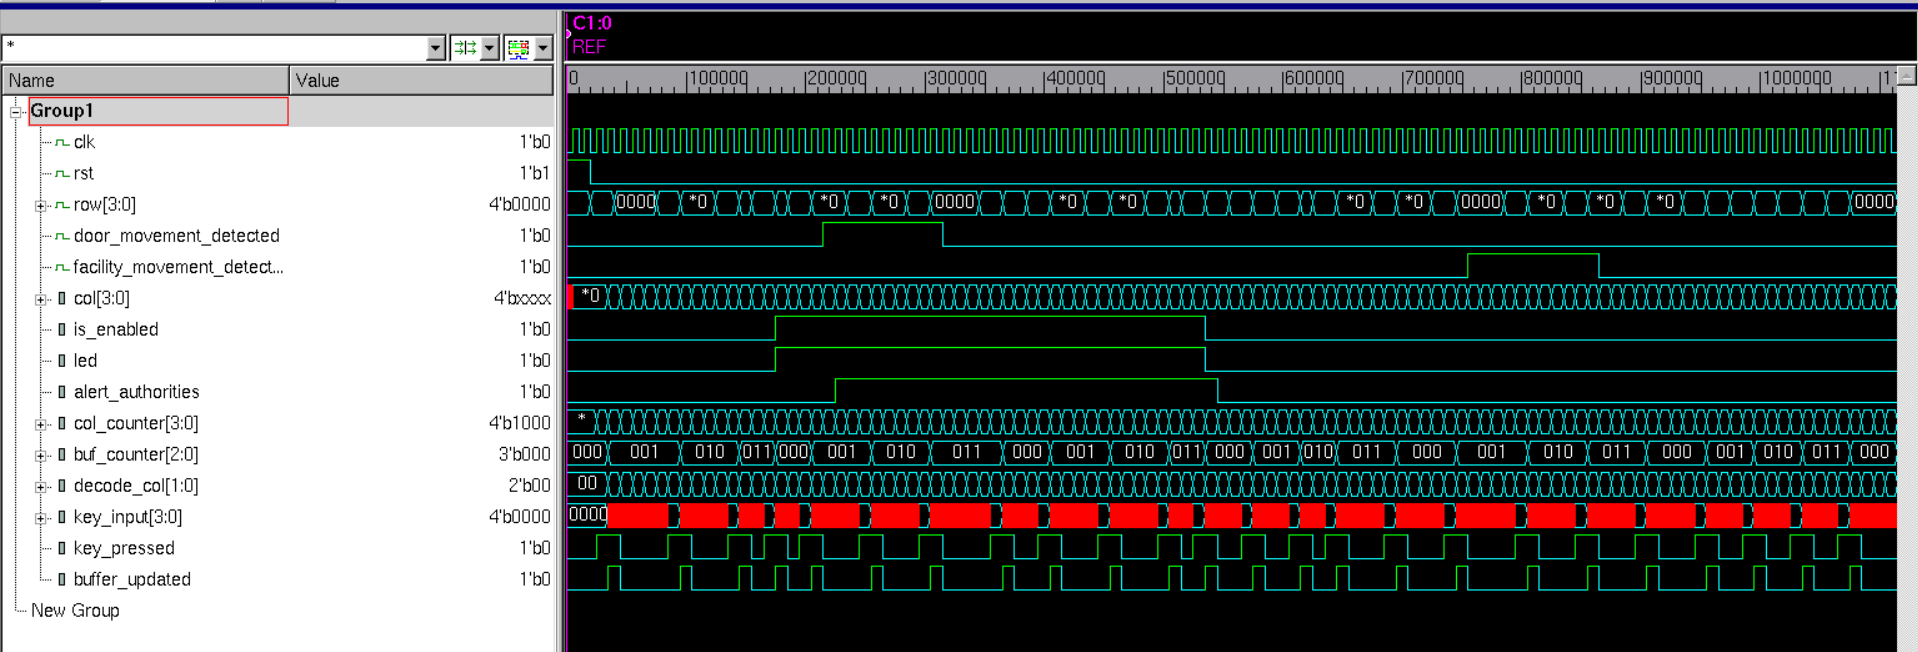 C1:0
*
REF
Name Value
0 100000 200000 300000 400000 500000 600000 700000 800000 900000 1000000 11
Group1
clk 1'b0
rst 1'b1
row[3:0] 4'b0000 0000 *0 *0 *0 0000 *0 *0 *0 *0 0000 *0 *0 *0 0000
door_movement_detected 1'b0
facility_movement_detect... 1'b0
col[3:0] 4'bxxxx *0
is_enabled 1'b0
led 1'b0
alert_authorities 1'b0
col_counter[3:0] 4'b1000 *
buf_counter[2:0] 3'b000 000 001 010 011 000 001 010 011 000 001 010 011 000 001 010 011 000 001 010 011 000 001 010 011 000
decode_col[1:0] 2'b00 00
key_input[3:0] 4'b0000 0000
key_pressed 1'b0
buffer_updated 1'b0
New Group